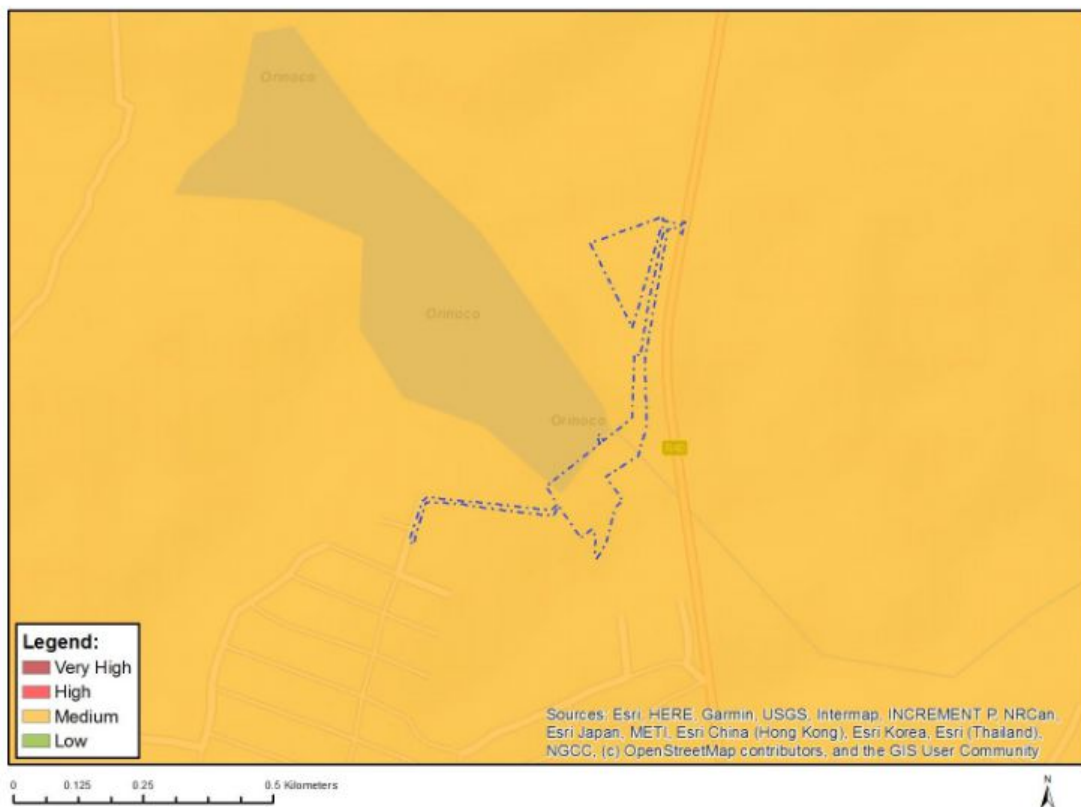 Orinoco
Orinoco
Orinoco
Legend:
Very High
High
Medium
Low
Sources: Esri, HERE, Garmin, USGS, Intermap, INCREMENT P, NRCan,
Esri Japan, METI, Esri China (Hong Kong), Esri Korea, Esri (Thailand),
NGCC, (c) OpenStreetMap contributors, and the GIS User Community
0 0.125 0.25 0.5 Kilometers
N